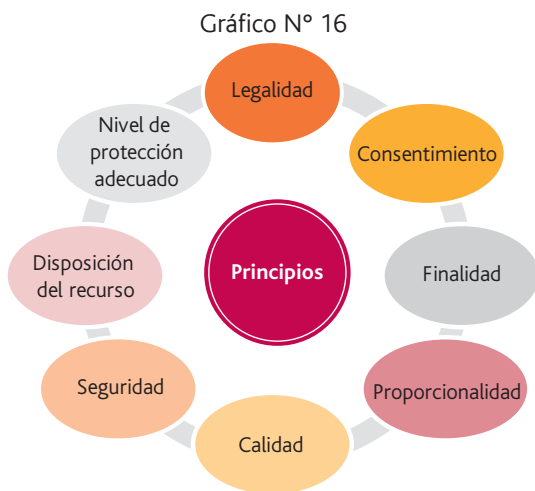 Gráfico N° 16
Legalidad
Consentimiento
Finalidad
Proporcionalidad
Calidad
Seguridad
Disposición
del recurso
Nivel de
protección
adecuado
Principios